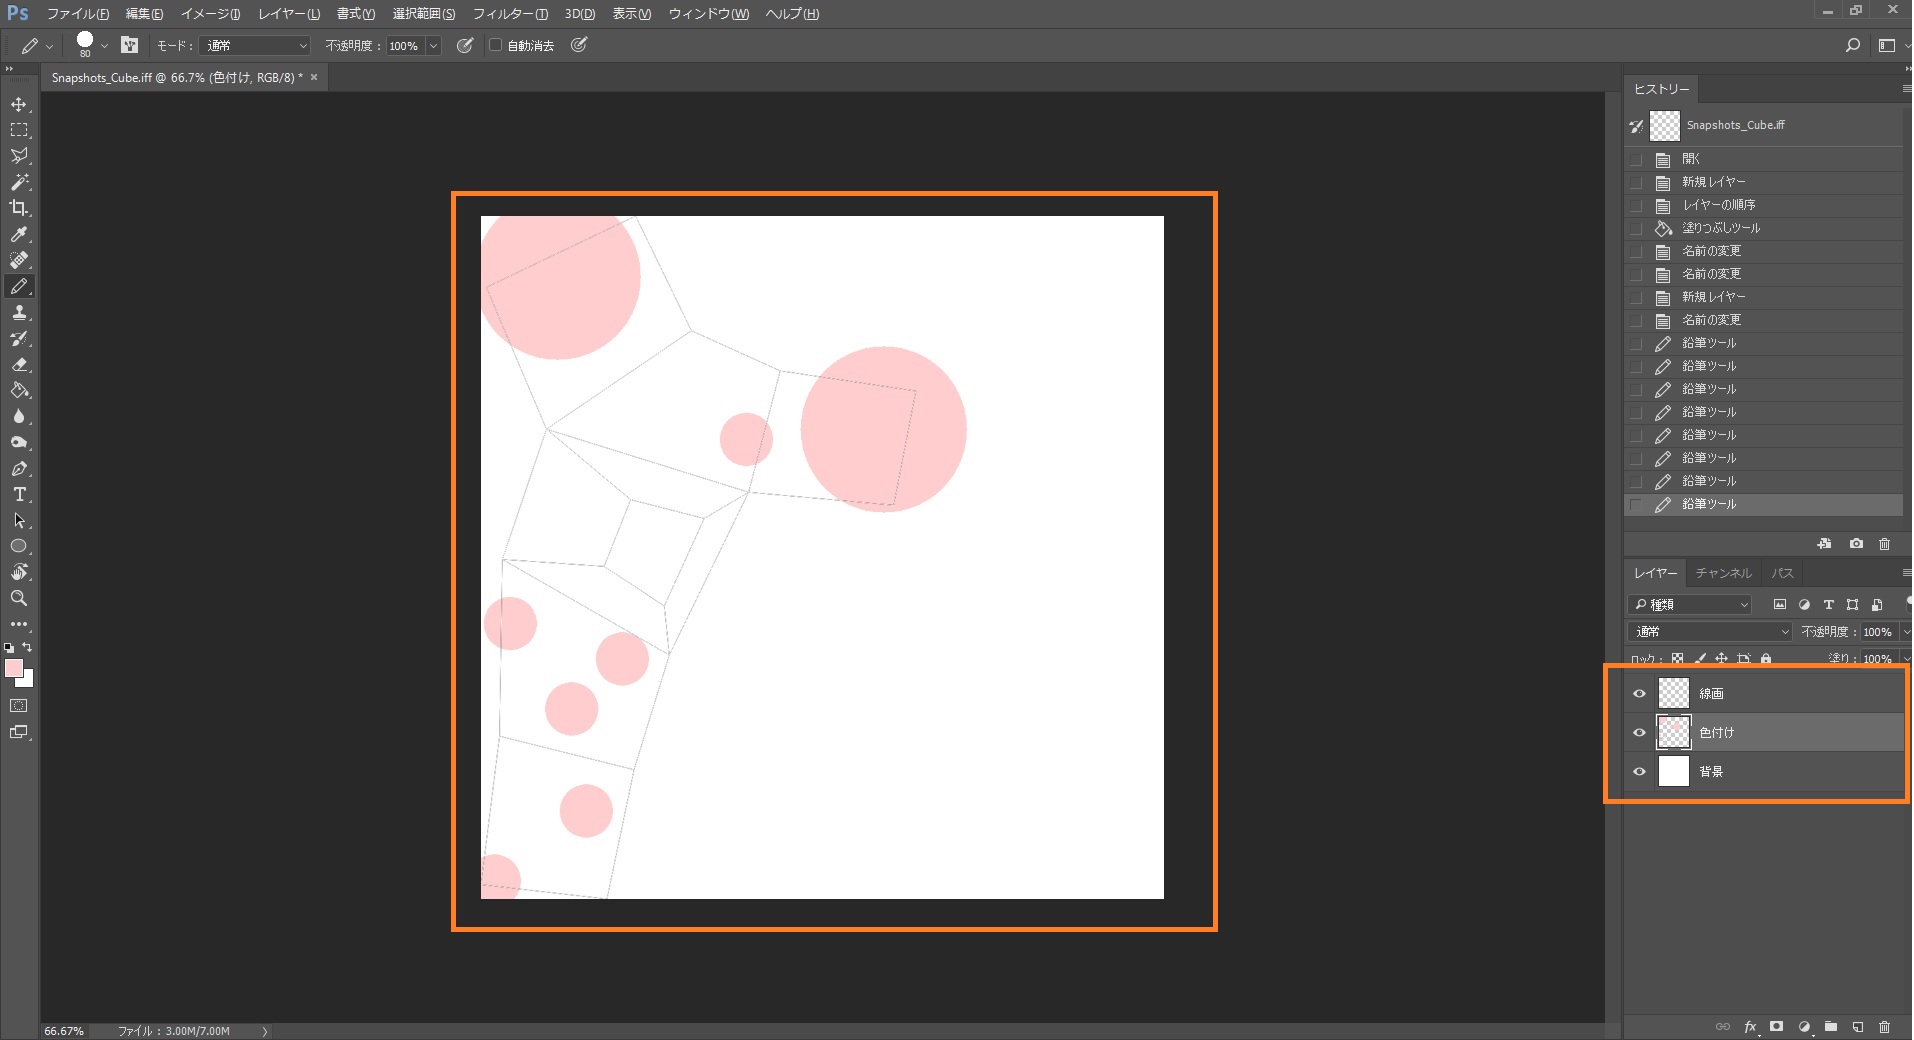 Ps ファイル(F) 編集(E) イメージ(I) レイヤー(L) 書式(Y) 選択範囲(S) フィルター(T) 3D(D) 表示(V) ウィンドウ(W) ヘルプ(H)
80 モード : 通常 不透明度 : 100% 自動消去
Snapshots_Cube.iff @ 66.7% (色付け, RGB/8) * ×
ヒストリー
Snapshots_Cube.iff
開く
新規レイヤー
レイヤーの順序
塗りつぶしツール
名前の変更
名前の変更
新規レイヤー
名前の変更
鉛筆ツール
鉛筆ツール
鉛筆ツール
鉛筆ツール
鉛筆ツール
鉛筆ツール
鉛筆ツール
鉛筆ツール
レイヤー チャンネル パス
種類
通常 不透明度 : 100%
ロック : 塗り : 100%
線画
色付け
背景
66.67% ファイル : 3.00M/7.00M
fx